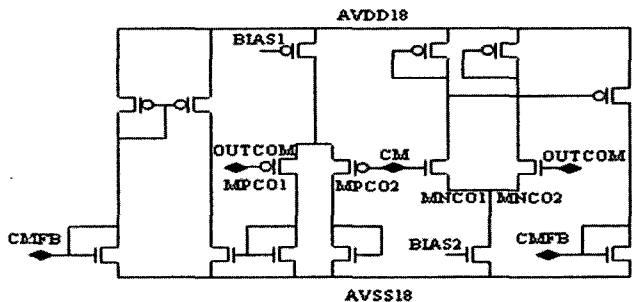 AVDD18
BIAS1
OUTCOM
CM
OUTCOM
MPCO1
MPCO2
MNCO1
MNCO2
CMFB
BIAS2
CMFB
AVSS18